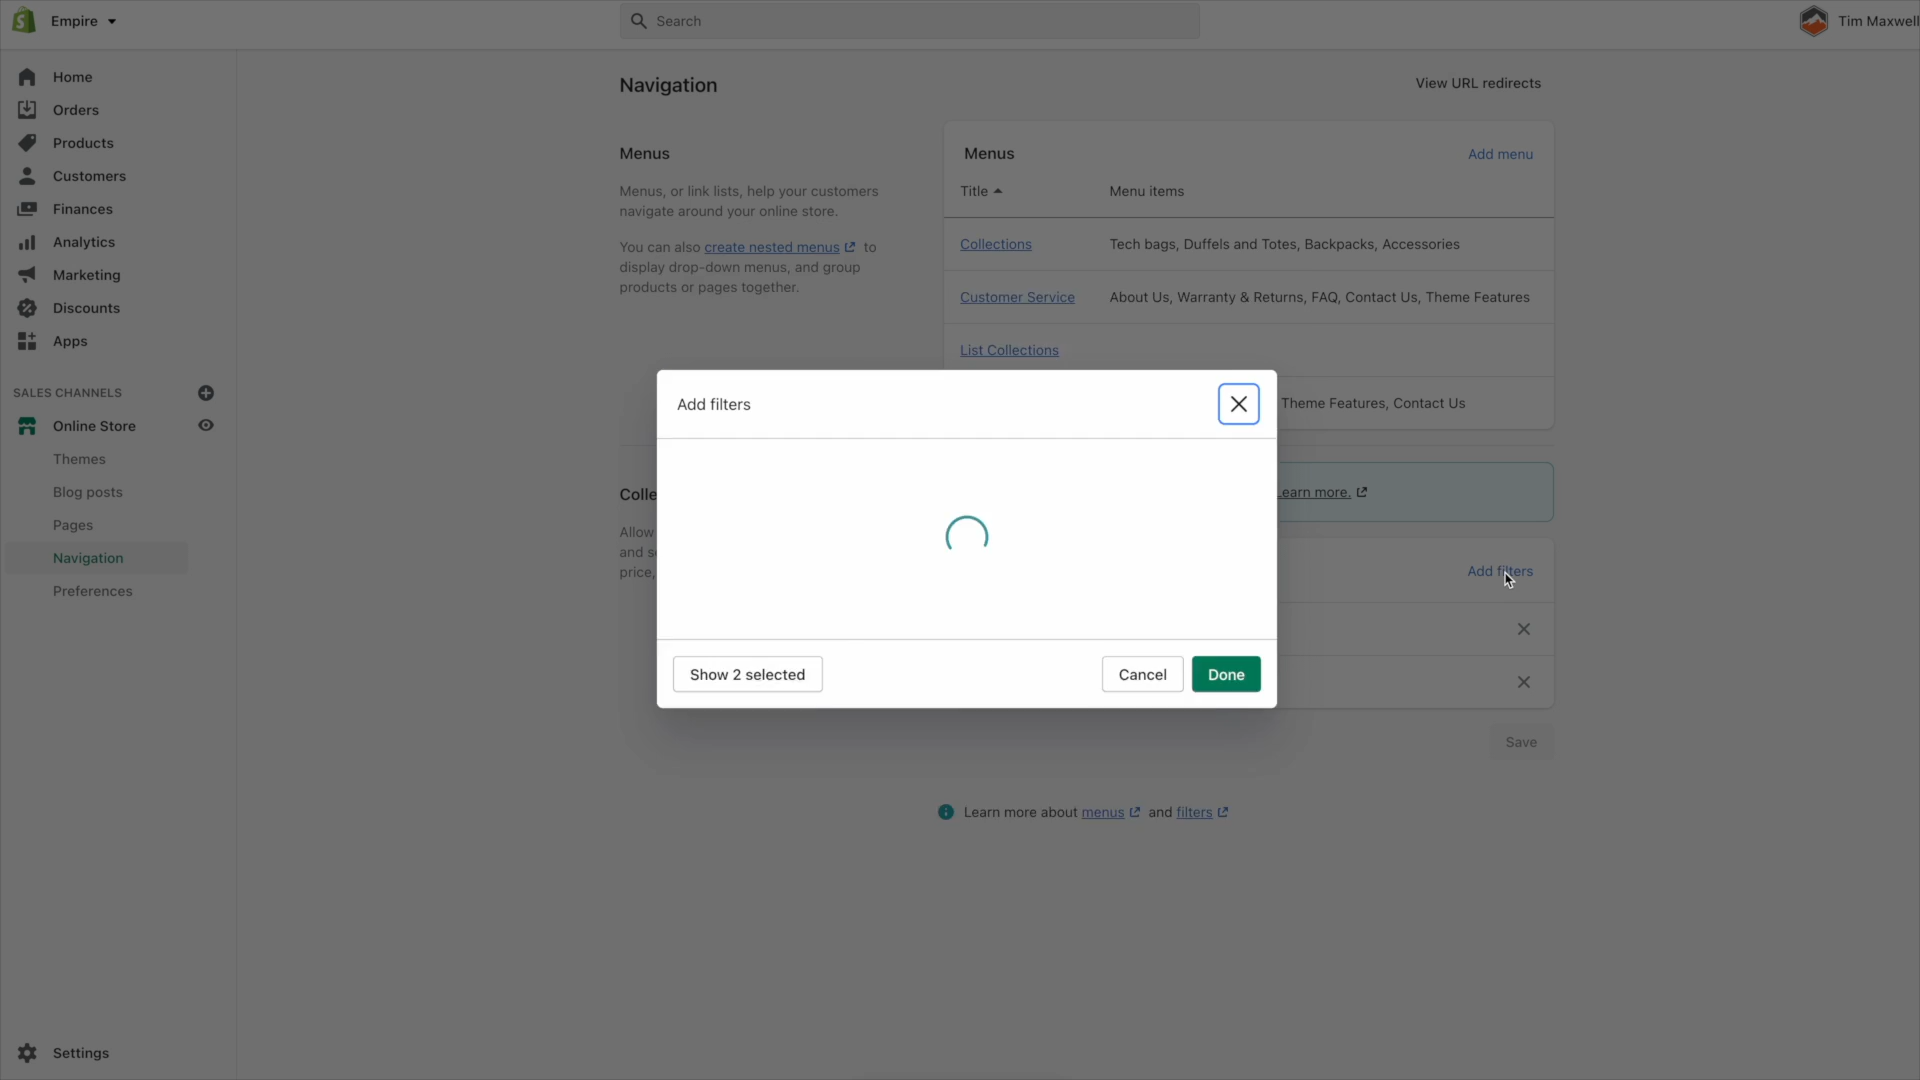 Empire
Search
Tim Maxwell
Home
Orders
Products
Customers
Finances
Analytics
Marketing
Discounts
Apps
SALES CHANNELS
Online Store
Themes
Blog posts
Pages
Navigation
Preferences
Settings
Navigation
View URL redirects
Menus
Menus, or link lists, help your customers
navigate around your online store.
You can also create nested menus to
display drop-down menus, and group
products or pages together.
Menus
Add menu
Title
Menu items
Collections
Tech bags, Duffels and Totes, Backpacks, Accessories
Customer Service
About Us, Warranty & Returns, FAQ, Contact Us, Theme Features
List Collections
Theme Features, Contact Us
Add filters
Show 2 selected
Cancel
Done
Colle
Allow
and s
price,
Learn more.
Add filters
Save
Learn more about menus and filters